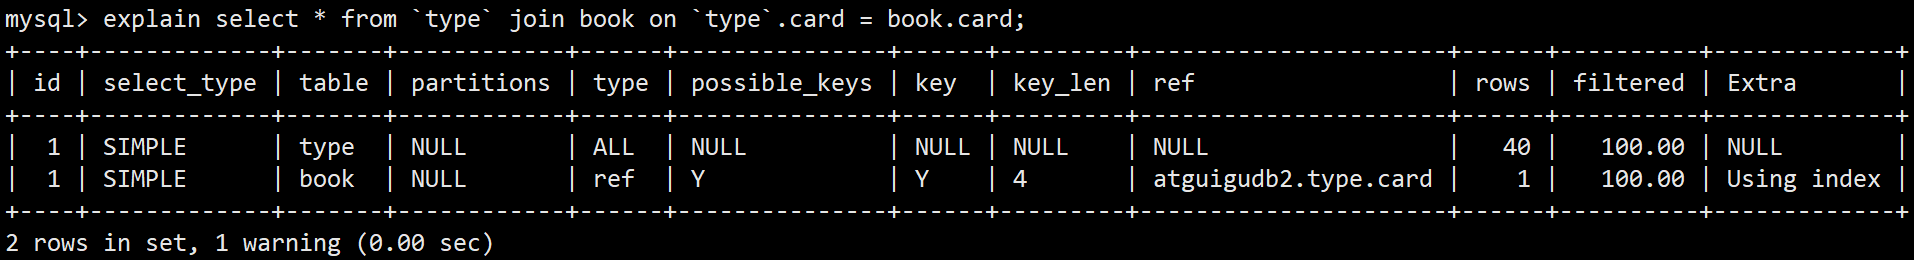 mysql> explain select * from `type` join book on `type`.card = book.card;
+----+-------------+-------+------------+------+---------------+------+---------+-----------------------+------+----------+-------------+
| id | select_type | table | partitions | type | possible_keys | key  | key_len | ref                   | rows | filtered | Extra       |
+----+-------------+-------+------------+------+---------------+------+---------+-----------------------+------+----------+-------------+
|  1 | SIMPLE      | type  | NULL       | ALL  | NULL          | NULL | NULL    | NULL                  |   40 |   100.00 | NULL        |
|  1 | SIMPLE      | book  | NULL       | ref  | Y             | Y    | 4       | atguigudb2.type.card |    1 |   100.00 | Using index |
+----+-------------+-------+------------+------+---------------+------+---------+-----------------------+------+----------+-------------+
2 rows in set, 1 warning (0.00 sec)